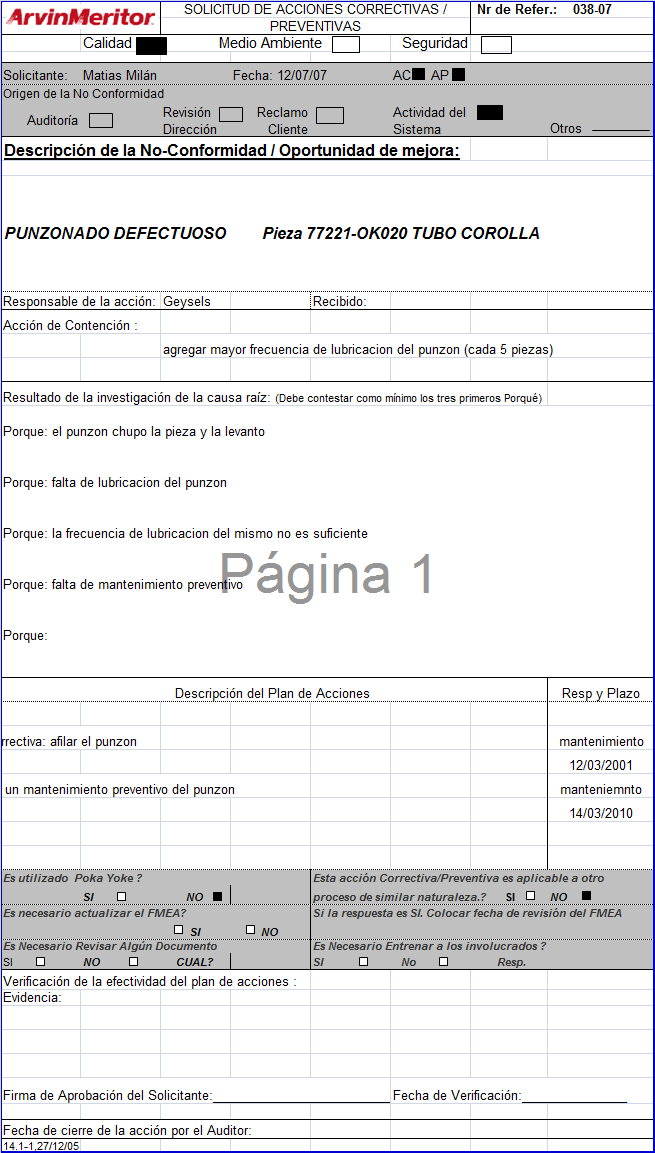 ArvinMeritor
SOLICITUD DE ACCIONES CORRECTIVAS / PREVENTIVAS
Nr de Refer.: 038-07
Calidad Medio Ambiente Seguridad
Solicitante: Matias Milán Fecha: 12/07/07 AC AP
Origen de la No Conformidad
Auditoría Revisión Dirección Reclamo Cliente Actividad del Sistema Otros
Descripción de la No-Conformidad / Oportunidad de mejora:
PUNZONADO DEFECTUOSO Pieza 77221-OK020 TUBO COROLLA
Responsable de la acción: Geysels Recibido:
Acción de Contención :
agregar mayor frecuencia de lubricacion del punzon (cada 5 piezas)
Resultado de la investigación de la causa raíz: (Debe contestar como mínimo los tres primeros Porqué)
Porque: el punzon chupo la pieza y la levanto
Porque: falta de lubricacion del punzon
Porque: la frecuencia de lubricacion del mismo no es suficiente
Página 1
Porque: falta de mantenimiento preventivo
Porque:
Descripción del Plan de Acciones Resp y Plazo
rrectiva: afilar el punzon mantenimiento
12/03/2001
un mantenimiento preventivo del punzon manteniemnto
14/03/2010
Es utilizado Poka Yoke ?
SI NO
Esta acción Correctiva/Preventiva es aplicable a otro
proceso de similar naturaleza.? SI NO
Es necesario actualizar el FMEA?
SI NO
Si la respuesta es SI. Colocar fecha de revisión del FMEA
Es Necesario Revisar Algún Documento
SI NO CUAL?
Es Necesario Entrenar a los involucrados ?
SI No Resp.
Verificación de la efectividad del plan de acciones :
Evidencia:
Firma de Aprobación del Solicitante: Fecha de Verificación:
Fecha de cierre de la acción por el Auditor:
14.1-1,27/12/05